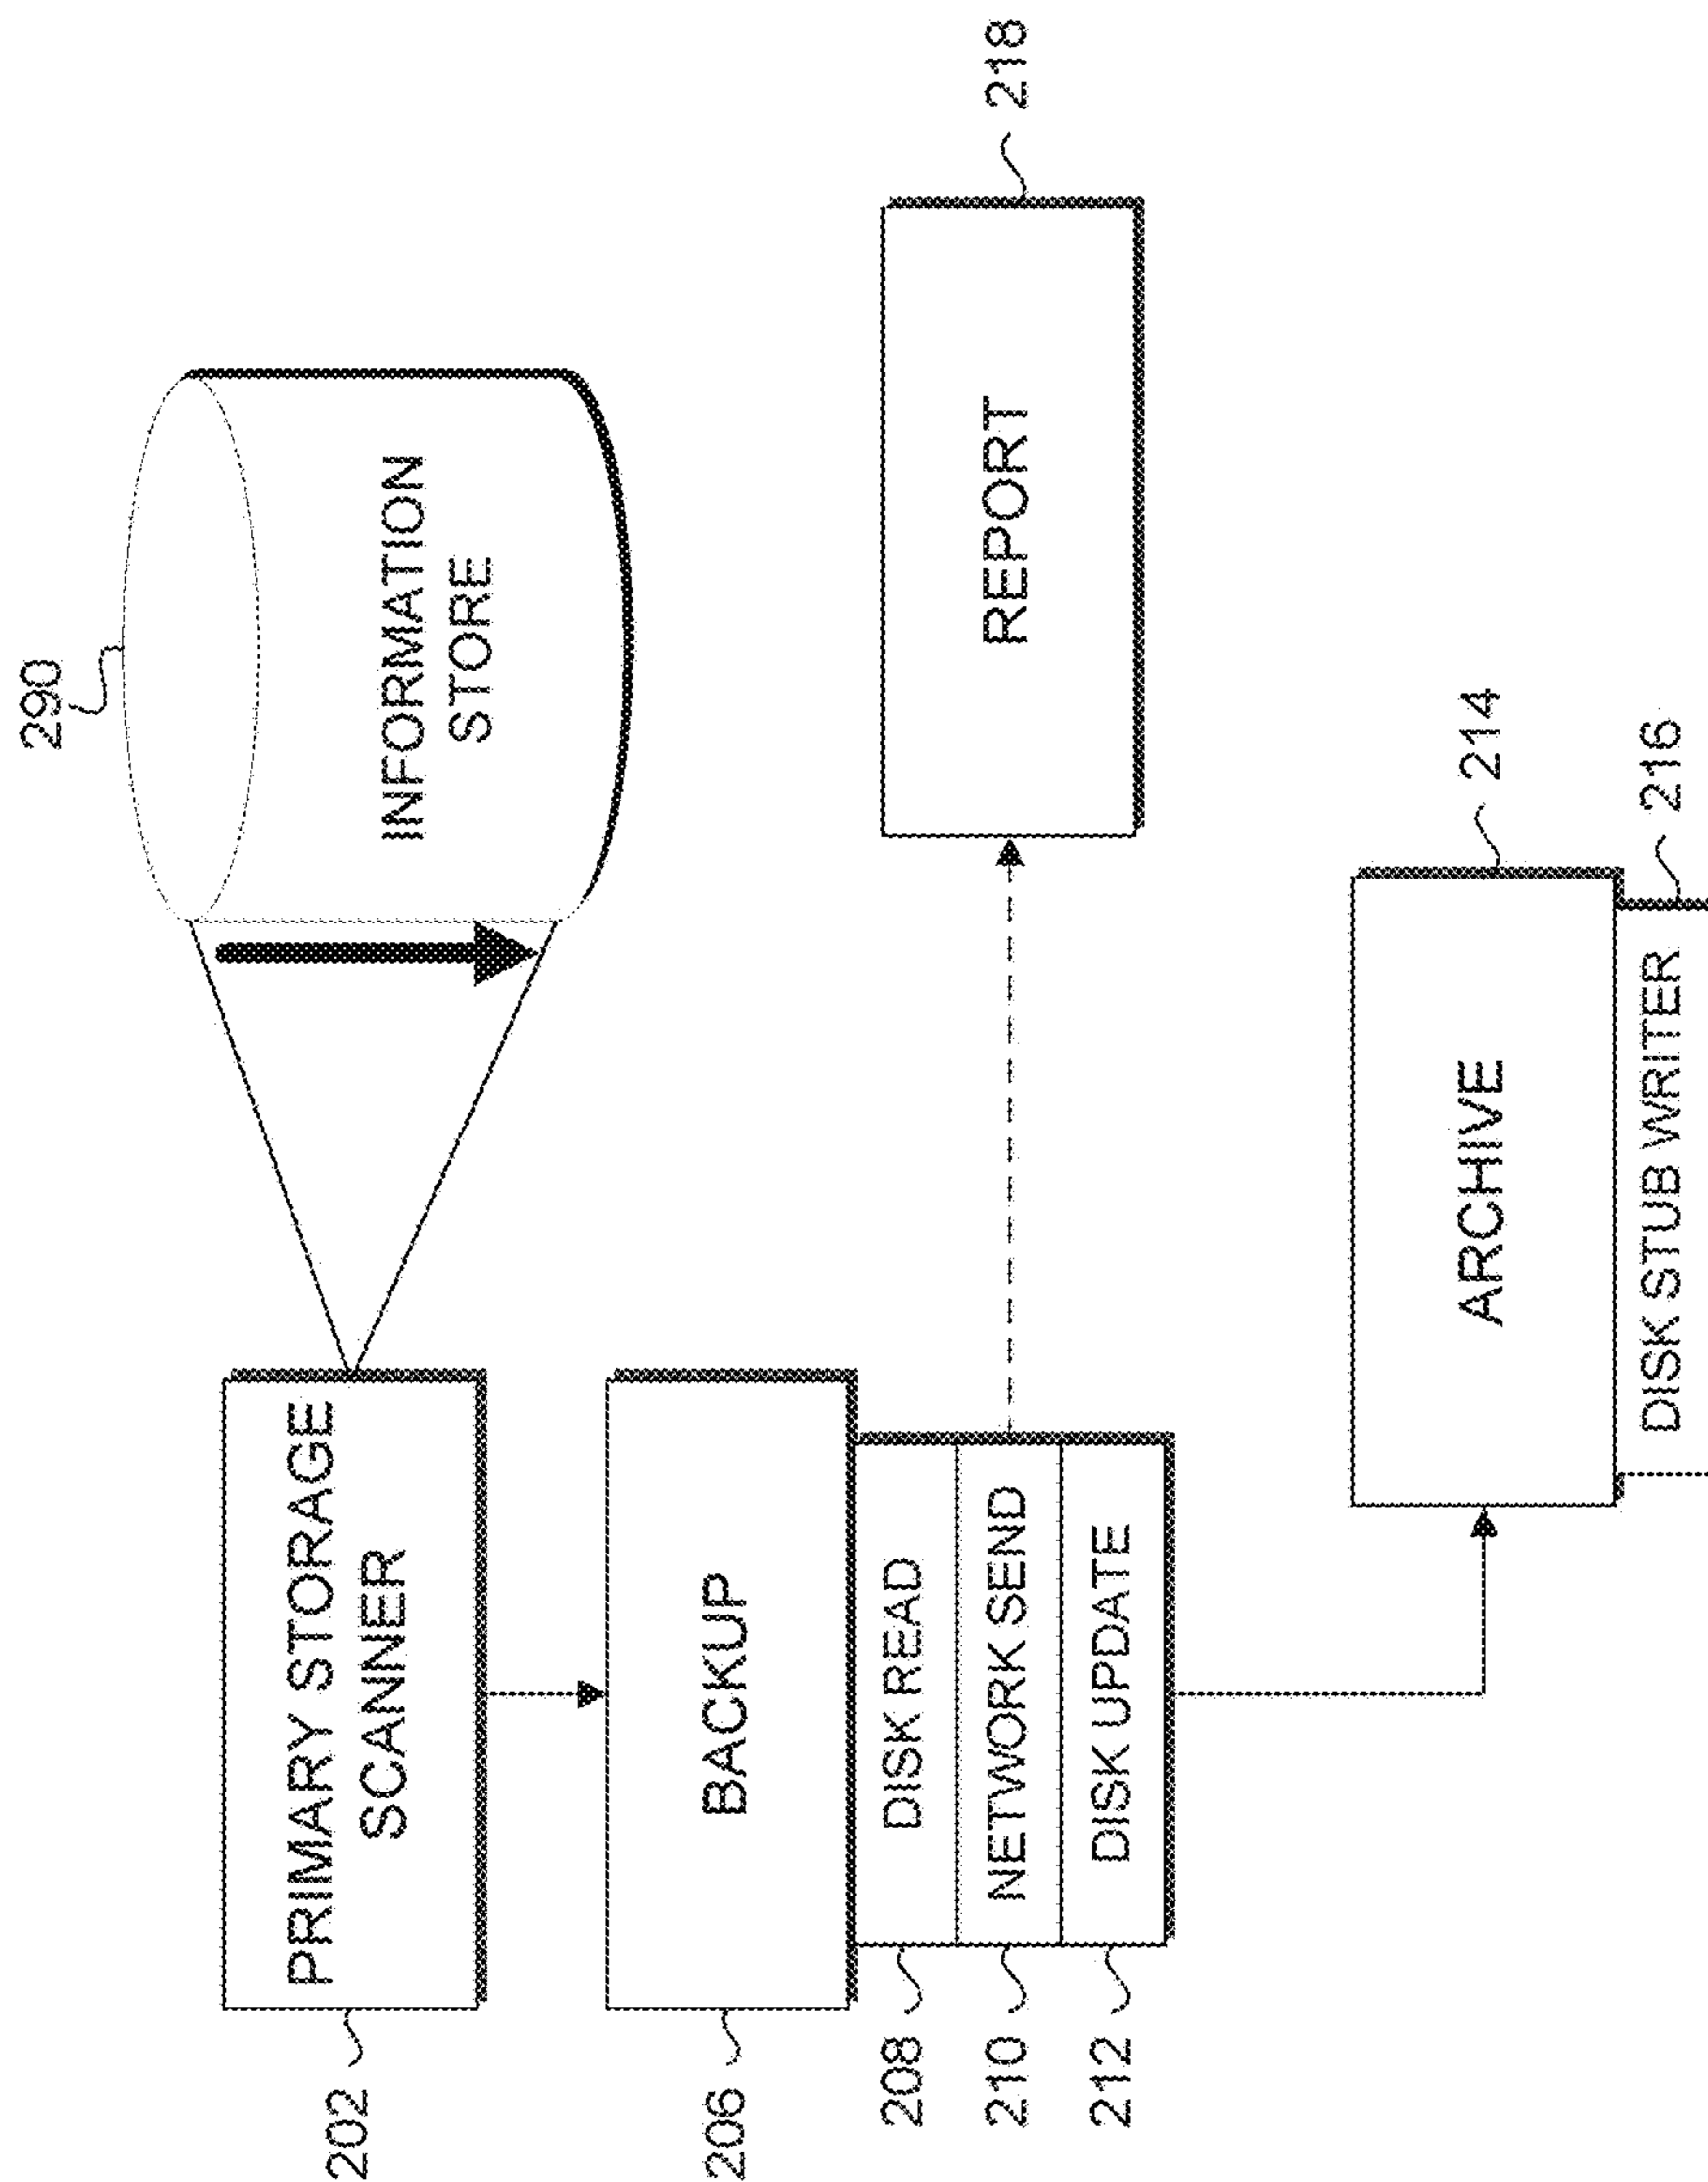 290
INFORMATION
STORE
PRIMARY STORAGE
SCANNER
202
BACKUP
206
DISK READ
208
NETWORK SEND
210
DISK UPDATE
212
REPORT
218
ARCHIVE
214
DISK STUB WRITER
216